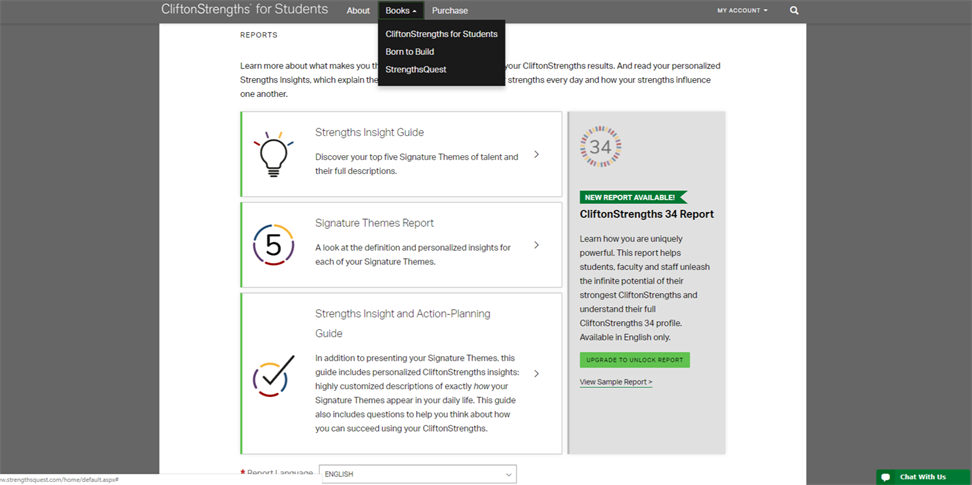 CliftonStrengths® for Students
About
Books
Purchase
MY ACCOUNT
CliftonStrengths for Students
Born to Build
StrengthsQuest
REPORTS
Learn more about what makes you th your CliftonStrengths results. And read your personalized
Strengths Insights, which explain the strengths every day and how your strengths influence
one another.
Strengths Insight Guide
Discover your top five Signature Themes of talent and
their full descriptions.
5
Signature Themes Report
A look at the definition and personalized insights for
each of your Signature Themes.
Strengths Insight and Action-Planning
Guide
In addition to presenting your Signature Themes, this
guide includes personalized CliftonStrengths insights:
highly customized descriptions of exactly how your
Signature Themes appear in your daily life. This guide
also includes questions to help you think about how
you can succeed using your CliftonStrengths.
34
NEW REPORT AVAILABLE!
CliftonStrengths 34 Report
Learn how you are uniquely
powerful. This report helps
students, faculty and staff unleash
the infinite potential of their
strongest CliftonStrengths and
understand their full
CliftonStrengths 34 profile.
Available in English only.
UPGRADE TO UNLOCK REPORT
View Sample Report >
* Report Language
ENGLISH
w.strengthsquest.com/home/default.aspx#
Chat With Us